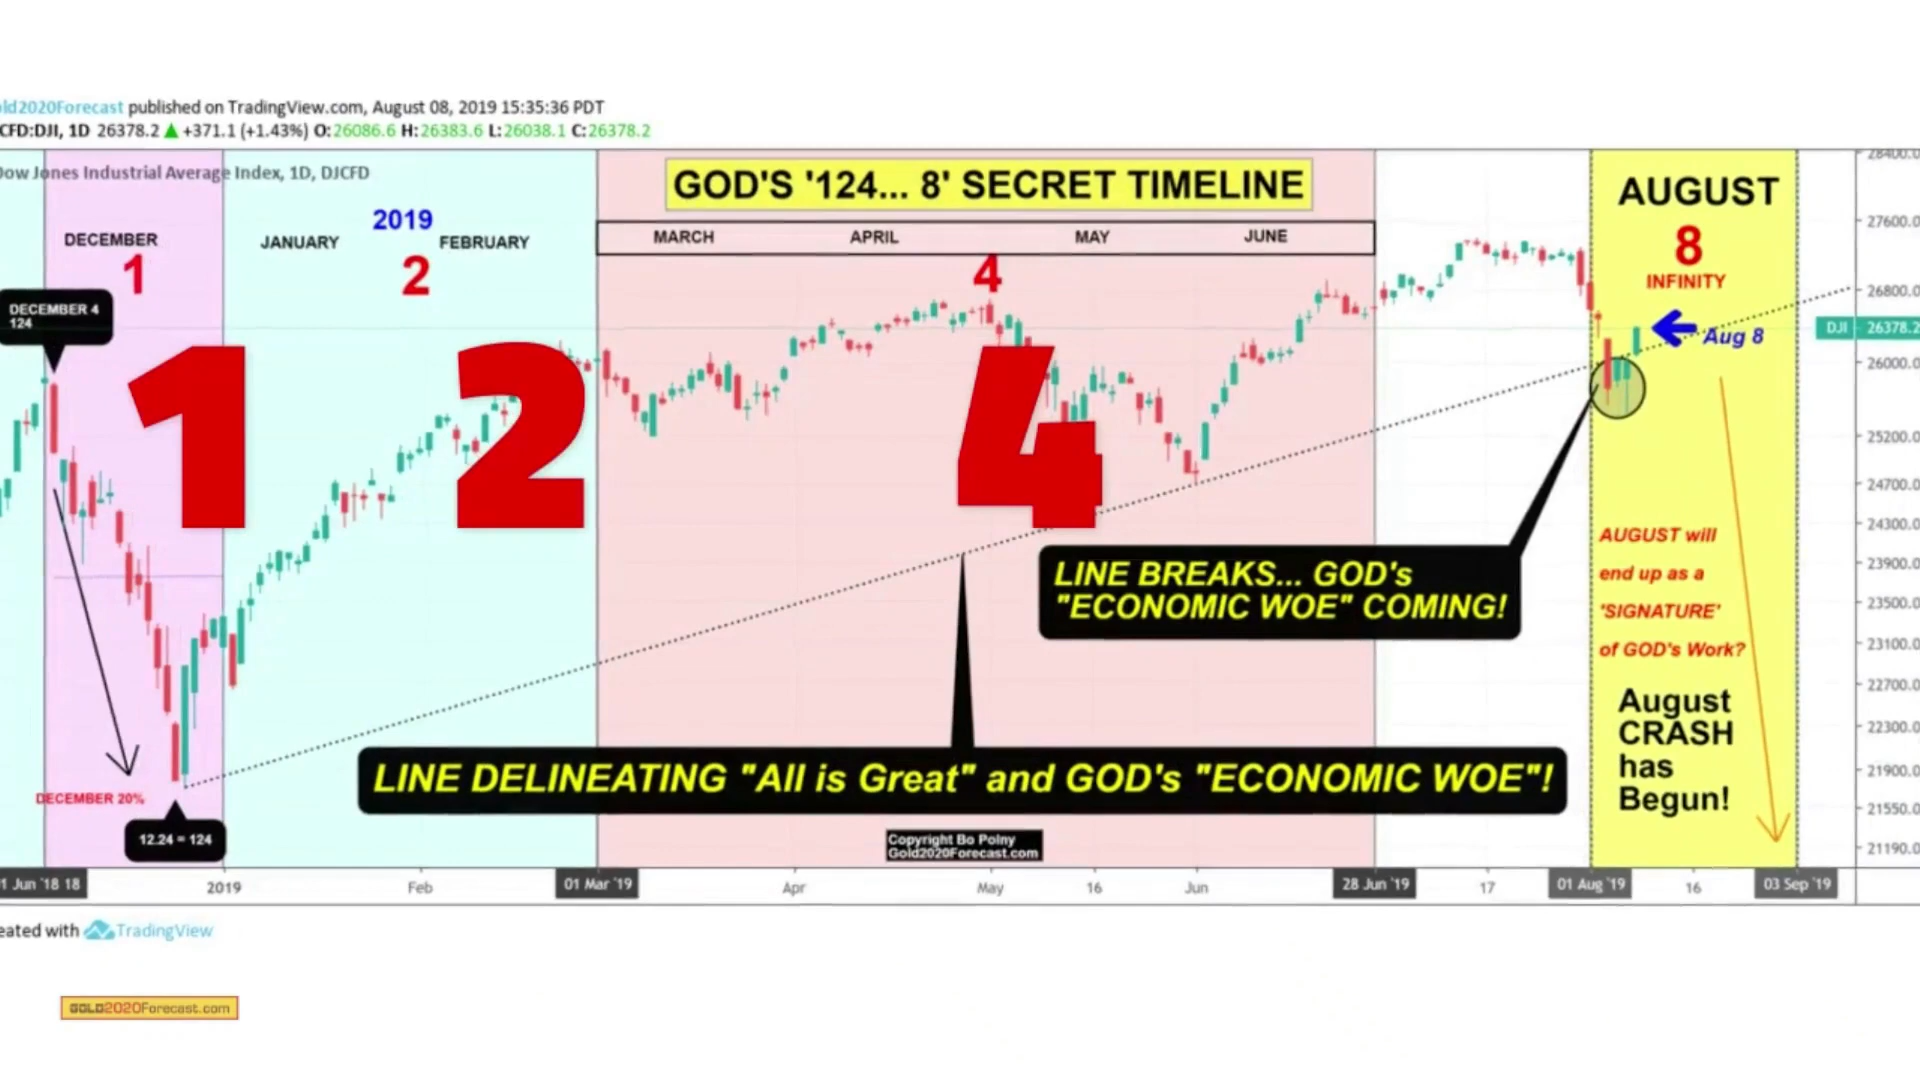 ld2020Forecast published on TradingView.com, August 08, 2019 15:35:36 PDT
CFD:DJI, 1D 26378.2 ▲ +371.1 (+1.43%) O:26086.6 H:26383.6 L:26038.1 C:26378.2
Dow Jones Industrial Average Index, 1D, DJCFD
GOD'S '124... 8' SECRET TIMELINE
AUGUST
8
INFINITY
2019
DECEMBER
JANUARY
FEBRUARY
MARCH
APRIL
MAY
JUNE
1
2
4
DECEMBER 4
124
1
2
4
Aug 8
28400.0
27600.0
26800.0
DJI 26378.2
26000.0
25200.0
24700.0
24300.0
23900.0
23500.0
23100.0
22700.0
22300.0
21900.0
21550.0
21190.0
LINE BREAKS... GOD's
"ECONOMIC WOE" COMING!
AUGUST will
end up as a
'SIGNATURE'
of GOD's Work?
August
CRASH
has
Begun!
LINE DELINEATING "All is Great" and GOD's "ECONOMIC WOE"!
DECEMBER 20%
12.24 = 124
Copyright Bo Polny
Gold2020Forecast.com
1 Jun '18 18
2019
Feb
01 Mar '19
Apr
May
16
Jun
28 Jun '19
17
01 Aug '19
16
03 Sep '19
eated with TradingView
GOLD2020Forecast.com